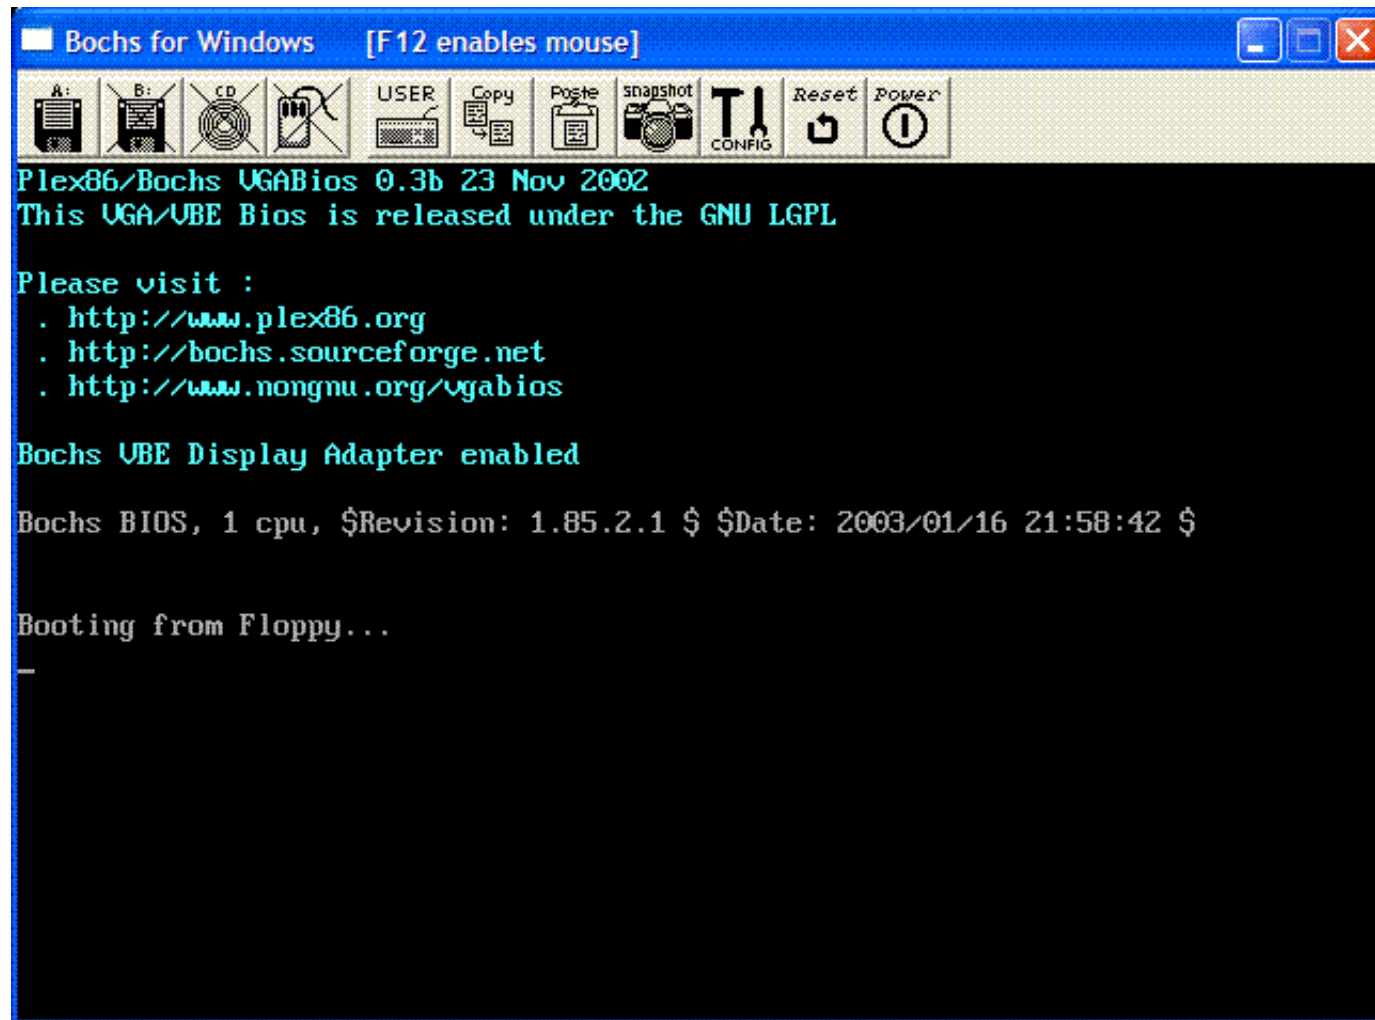 Bochs for Windows [F12 enables mouse]
A: B: CD USER Copy Paste snapshot CONFIG Reset Power
Plex86/Bochs VGABios 0.3b 23 Nov 2002
This VGA/VBE Bios is released under the GNU LGPL
Please visit :
. http://www.plex86.org
. http://bochs.sourceforge.net
. http://www.nongnu.org/vgabios
Bochs VBE Display Adapter enabled
Bochs BIOS, 1 cpu, $Revision: 1.85.2.1 $ $Date: 2003/01/16 21:58:42 $
Booting from Floppy...
_